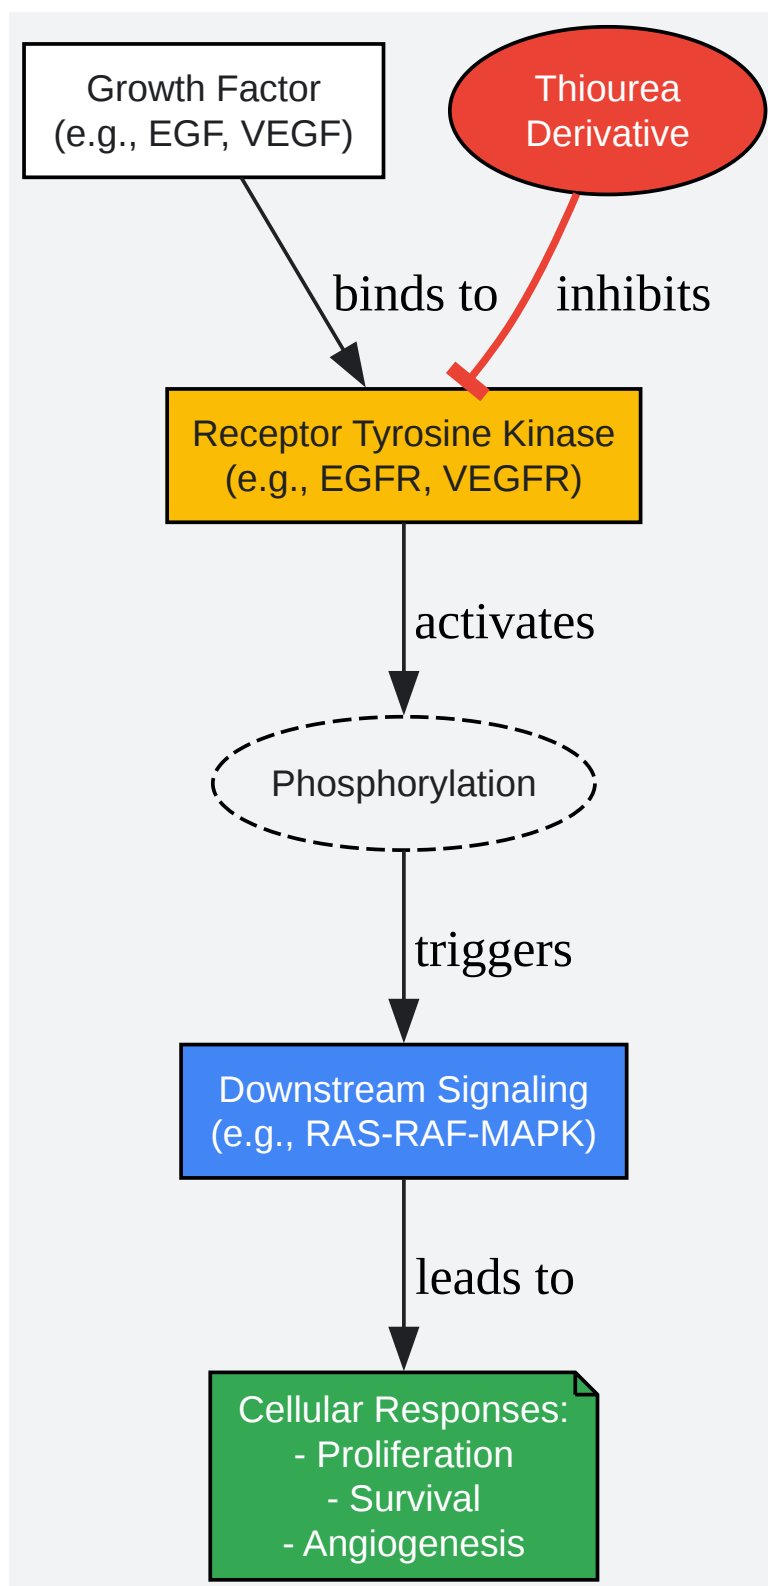 Growth Factor
(e.g., EGF, VEGF)
Thiourea
Derivative
binds to
inhibits
Receptor Tyrosine Kinase
(e.g., EGFR, VEGFR)
activates
Phosphorylation
triggers
Downstream Signaling
(e.g., RAS-RAF-MAPK)
leads to
Cellular Responses:
- Proliferation
- Survival
- Angiogenesis